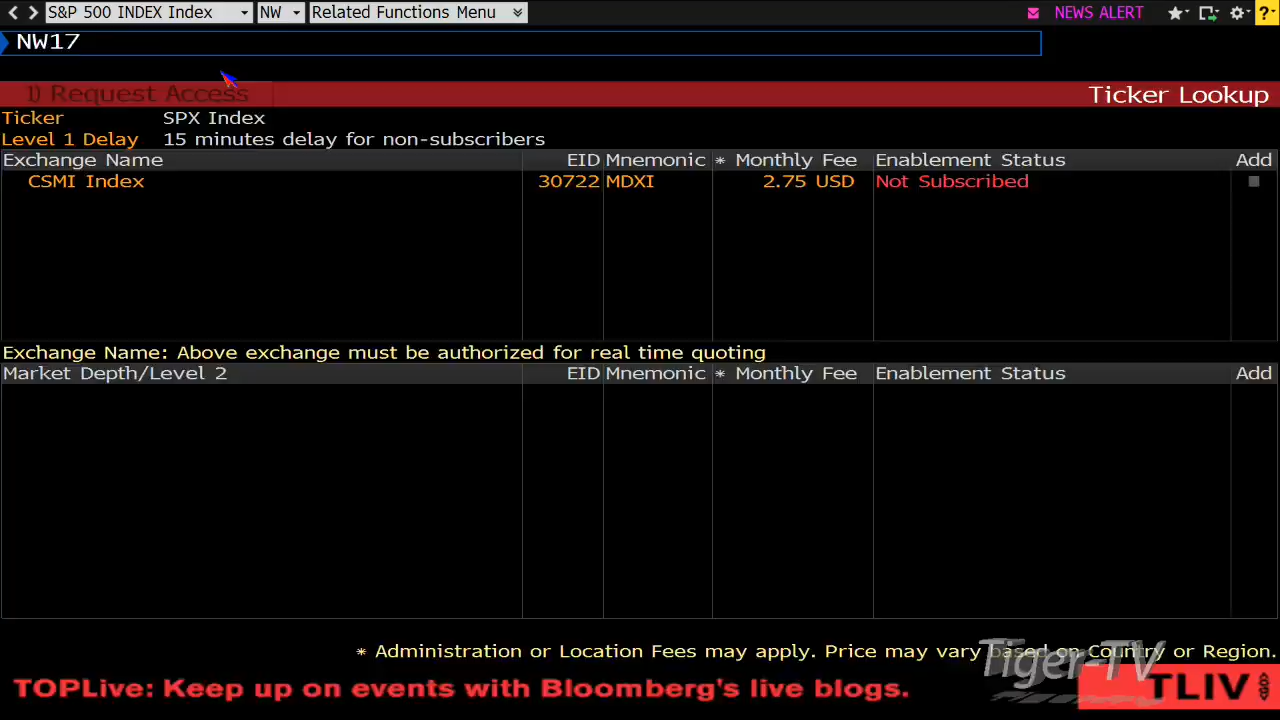 S&P 500 INDEX Index NW Related Functions Menu NEWS ALERT ?
NW17
1) Request Access Ticker Lookup
Ticker SPX Index
Level 1 Delay 15 minutes delay for non-subscribers
Exchange Name EID Mnemonic * Monthly Fee Enablement Status Add
CSMI Index 30722 MDXI 2.75 USD Not Subscribed
Exchange Name: Above exchange must be authorized for real time quoting
Market Depth/Level 2 EID Mnemonic * Monthly Fee Enablement Status Add
* Administration or Location Fees may apply. Price may vary based on Country or Region.
Tiger-TV
TOPLive: Keep up on events with Bloomberg's live blogs. TLIV